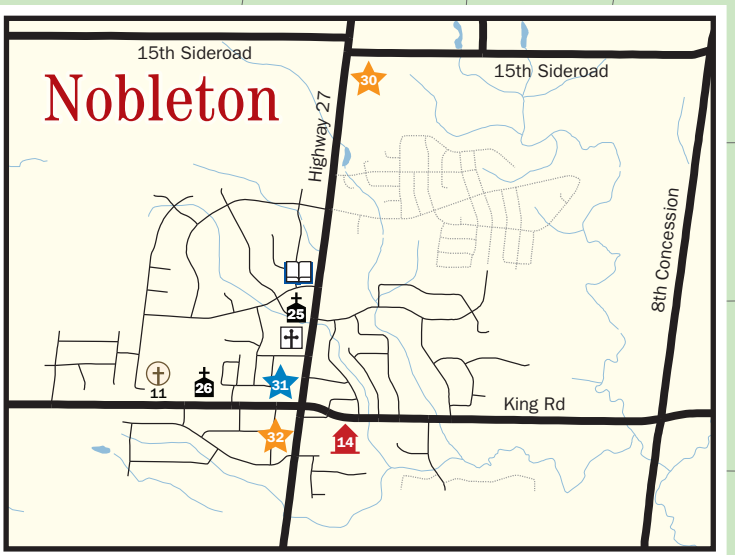 15th Sideroad
15th Sideroad
Nobleton
30
Highway 27
8th Concession
25
31
11
26
King Rd
32
14